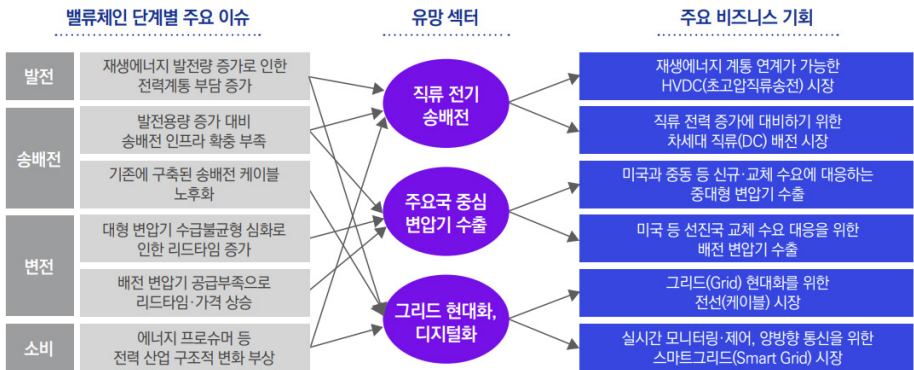 밸류체인 단계별 주요 이슈
유망 섹터
주요 비즈니스 기회
발전
재생에너지 발전량 증가로 인한
전력계통 부담 증가
송배전
발전용량 증가 대비
송배전 인프라 확충 부족
기존에 구축된 송배전 케이블
노후화
변전
대형 변압기 수급불균형 심화로
인한 리드타임 증가
배전 변압기 공급부족으로
리드타임·가격 상승
소비
에너지 프로슈머 등
전력 산업 구조적 변화 부상
직류 전기
송배전
주요국 중심
변압기 수출
그리드 현대화,
디지털화
재생에너지 계통 연계가 가능한
HVDC(초고압직류송전) 시장
직류 전력 증가에 대비하기 위한
차세대 직류(DC) 배전 시장
미국과 중동 등 신규·교체 수요에 대응하는
중대형 변압기 수출
미국 등 선진국 교체 수요 대응을 위한
배전 변압기 수출
그리드(Grid) 현대화를 위한
전선(케이블) 시장
실시간 모니터링·제어, 양방향 통신을 위한
스마트그리드(Smart Grid) 시장